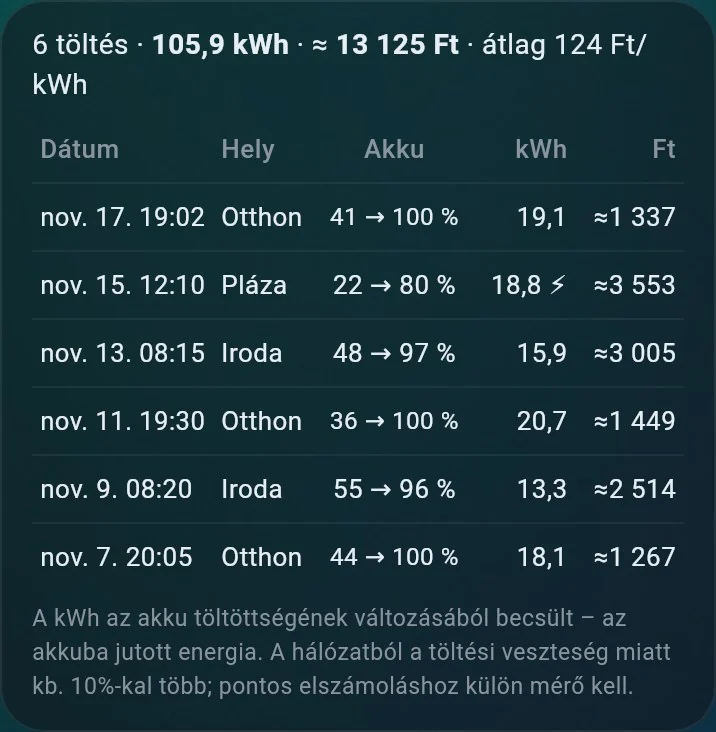 6 töltés · 105,9 kWh · ≈ 13 125 Ft · átlag 124 Ft/
kWh
Dátum Hely Akku kWh Ft
nov. 17. 19:02 Otthon 41 → 100 % 19,1 ≈1 337
nov. 15. 12:10 Pláza 22 → 80 % 18,8 ⚡ ≈3 553
nov. 13. 08:15 Iroda 48 → 97 % 15,9 ≈3 005
nov. 11. 19:30 Otthon 36 → 100 % 20,7 ≈1 449
nov. 9. 08:20 Iroda 55 → 96 % 13,3 ≈2 514
nov. 7. 20:05 Otthon 44 → 100 % 18,1 ≈1 267
A kWh az akku töltöttségének változásából becsült – az
akkuba jutott energia. A hálózatból a töltési veszteség miatt
kb. 10%-kal több; pontos elszámoláshoz külön mérő kell.